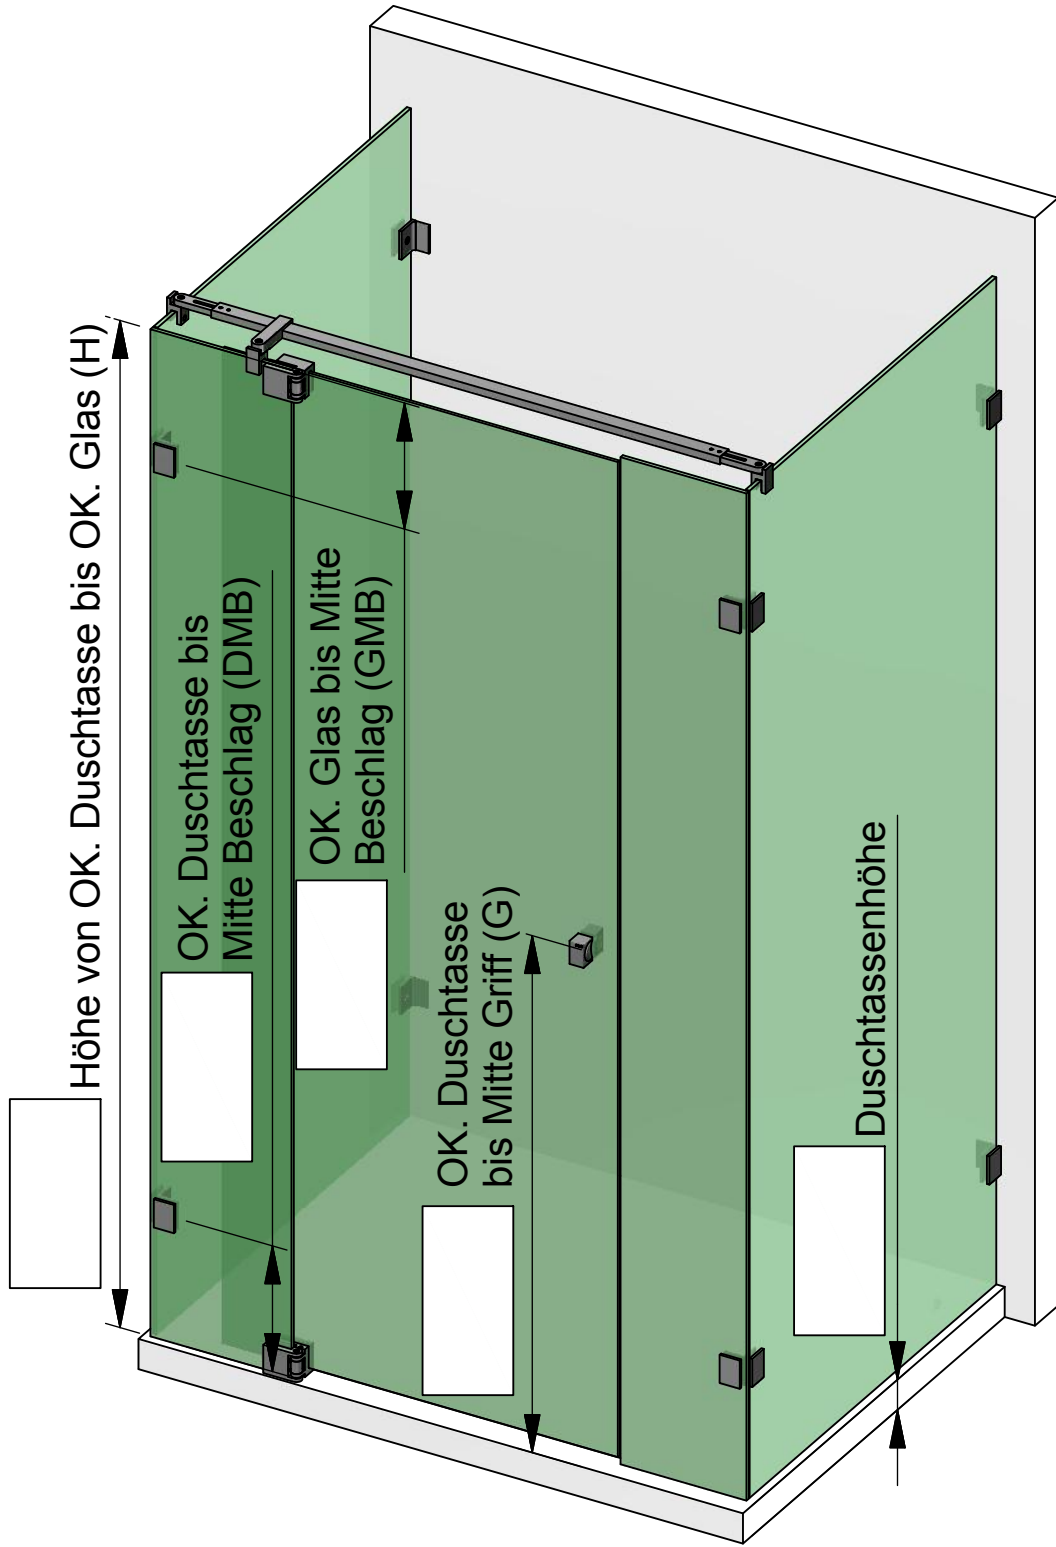 Höhe von OK. Duschtasse bis OK. Glas (H)
OK. Duschtasse bis
Mitte Beschlag (DMB)
OK. Glas bis Mitte
Beschlag (GMB)
OK. Duschtasse
bis Mitte Griff (G)
Duschtassenhöhe